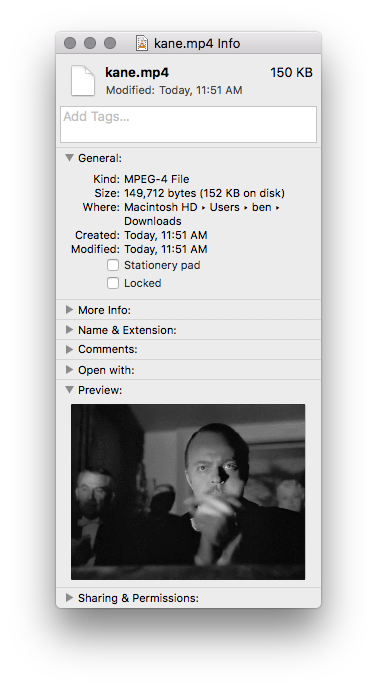 kane.mp4 Info
kane.mp4 150 KB
Modified: Today, 11:51 AM
Add Tags...
General:
Kind: MPEG-4 File
Size: 149,712 bytes (152 KB on disk)
Where: Macintosh HD ▸ Users ▸ ben ▸
Downloads
Created: Today, 11:51 AM
Modified: Today, 11:51 AM
Stationery pad
Locked
More Info:
Name & Extension:
Comments:
Open with:
Preview:
Sharing & Permissions: